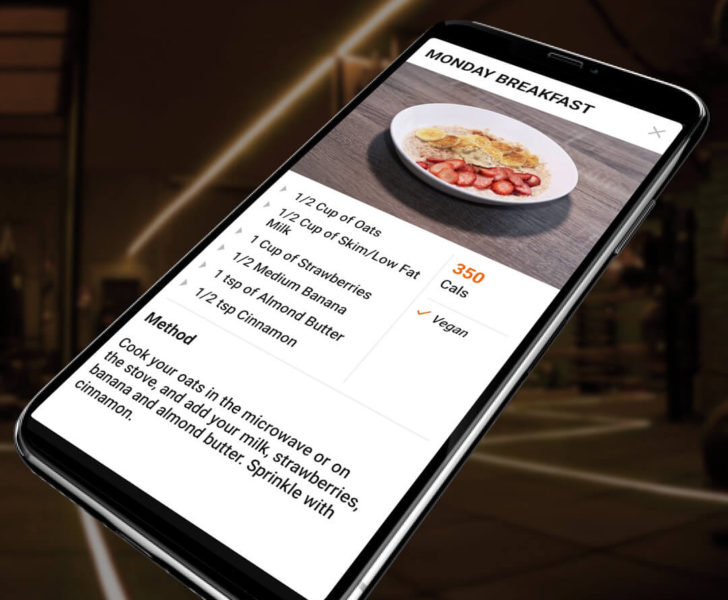 MONDAY BREAKFAST
1/2 Cup of Oats
1/2 Cup of Skim/Low Fat
Milk
1 Cup of Strawberries
1/2 Medium Banana
1 tsp of Almond Butter
1/2 tsp Cinnamon
350
Cals
Vegan
Method
Cook your oats in the microwave or on
the stove, and add your milk, strawberries,
banana and almond butter. Sprinkle with
cinnamon.